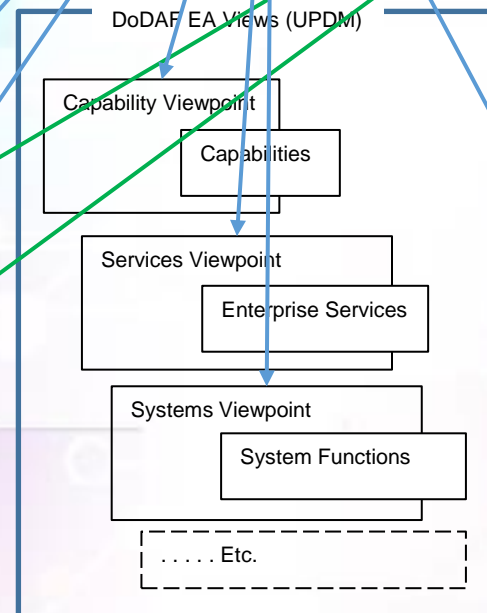 DoDAF EA Views (UPDM)
Capability Viewpoint
Capabilities
Services Viewpoint
Enterprise Services
Systems Viewpoint
System Functions
. . . . . Etc.